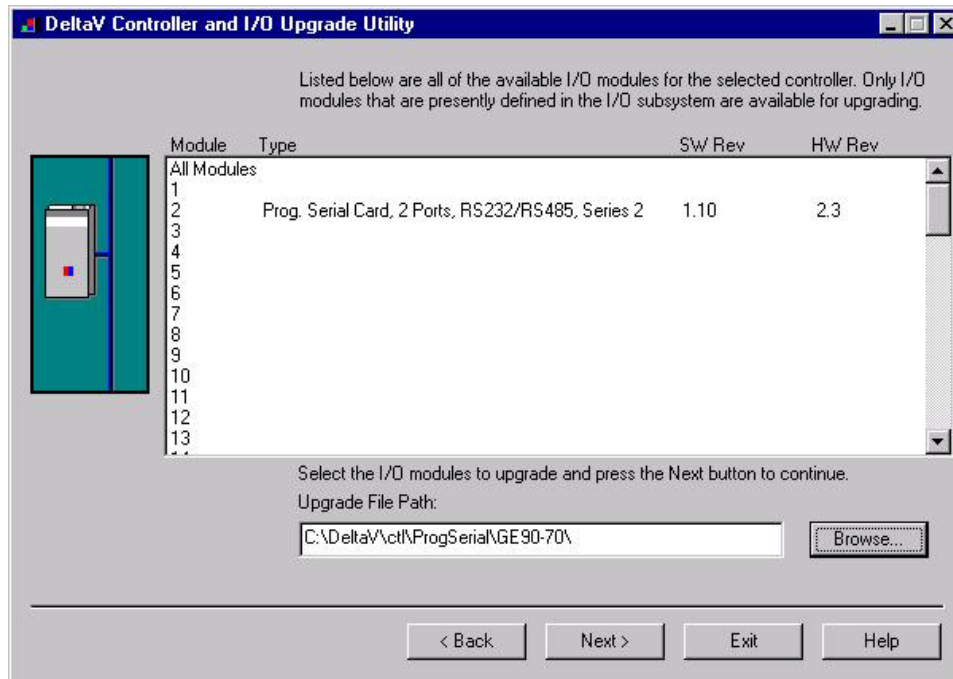 DeltaV Controller and I/O Upgrade Utility
Listed below are all of the available I/O modules for the selected controller. Only I/O
modules that are presently defined in the I/O subsystem are available for upgrading.
Module Type SW Rev HW Rev
All Modules
1
2 Prog. Serial Card, 2 Ports, RS232/RS485, Series 2 1.10 2.3
3
4
5
6
7
8
9
10
11
12
13
Select the I/O modules to upgrade and press the Next button to continue.
Upgrade File Path:
C:\DeltaV\ctl\ProgSerial\GE90-70\
Browse...
< Back Next > Exit Help